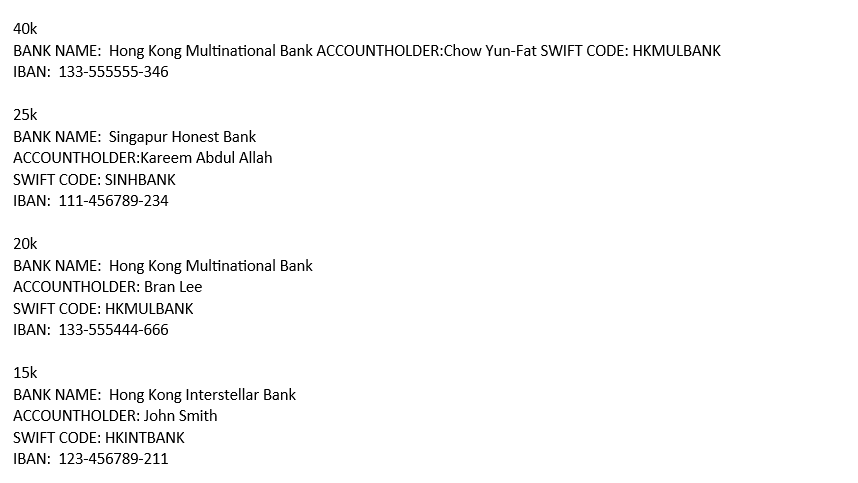 40k
BANK NAME:  Hong Kong Multinational Bank ACCOUNTHOLDER:Chow Yun-Fat SWIFT CODE: HKMULBANK
IBAN:  133-555555-346
25k
BANK NAME:  Singapur Honest Bank
ACCOUNTHOLDER:Kareem Abdul Allah
SWIFT CODE: SINHBANK
IBAN:  111-456789-234
20k
BANK NAME:  Hong Kong Multinational Bank
ACCOUNTHOLDER: Bran Lee
SWIFT CODE: HKMULBANK
IBAN:  133-555444-666
15k
BANK NAME:  Hong Kong Interstellar Bank
ACCOUNTHOLDER: John Smith
SWIFT CODE: HKINTBANK
IBAN:  123-456789-211